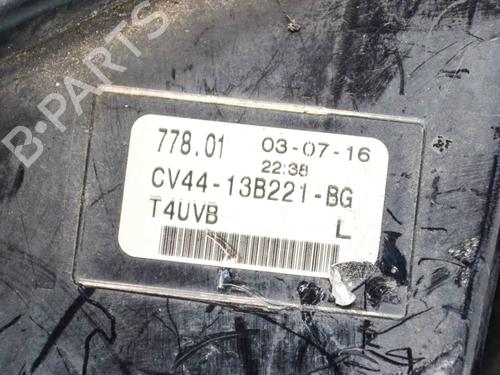 B-PARTS
778.01 03-07-16
22:38
CV44-13B221-BG
T4UVB L